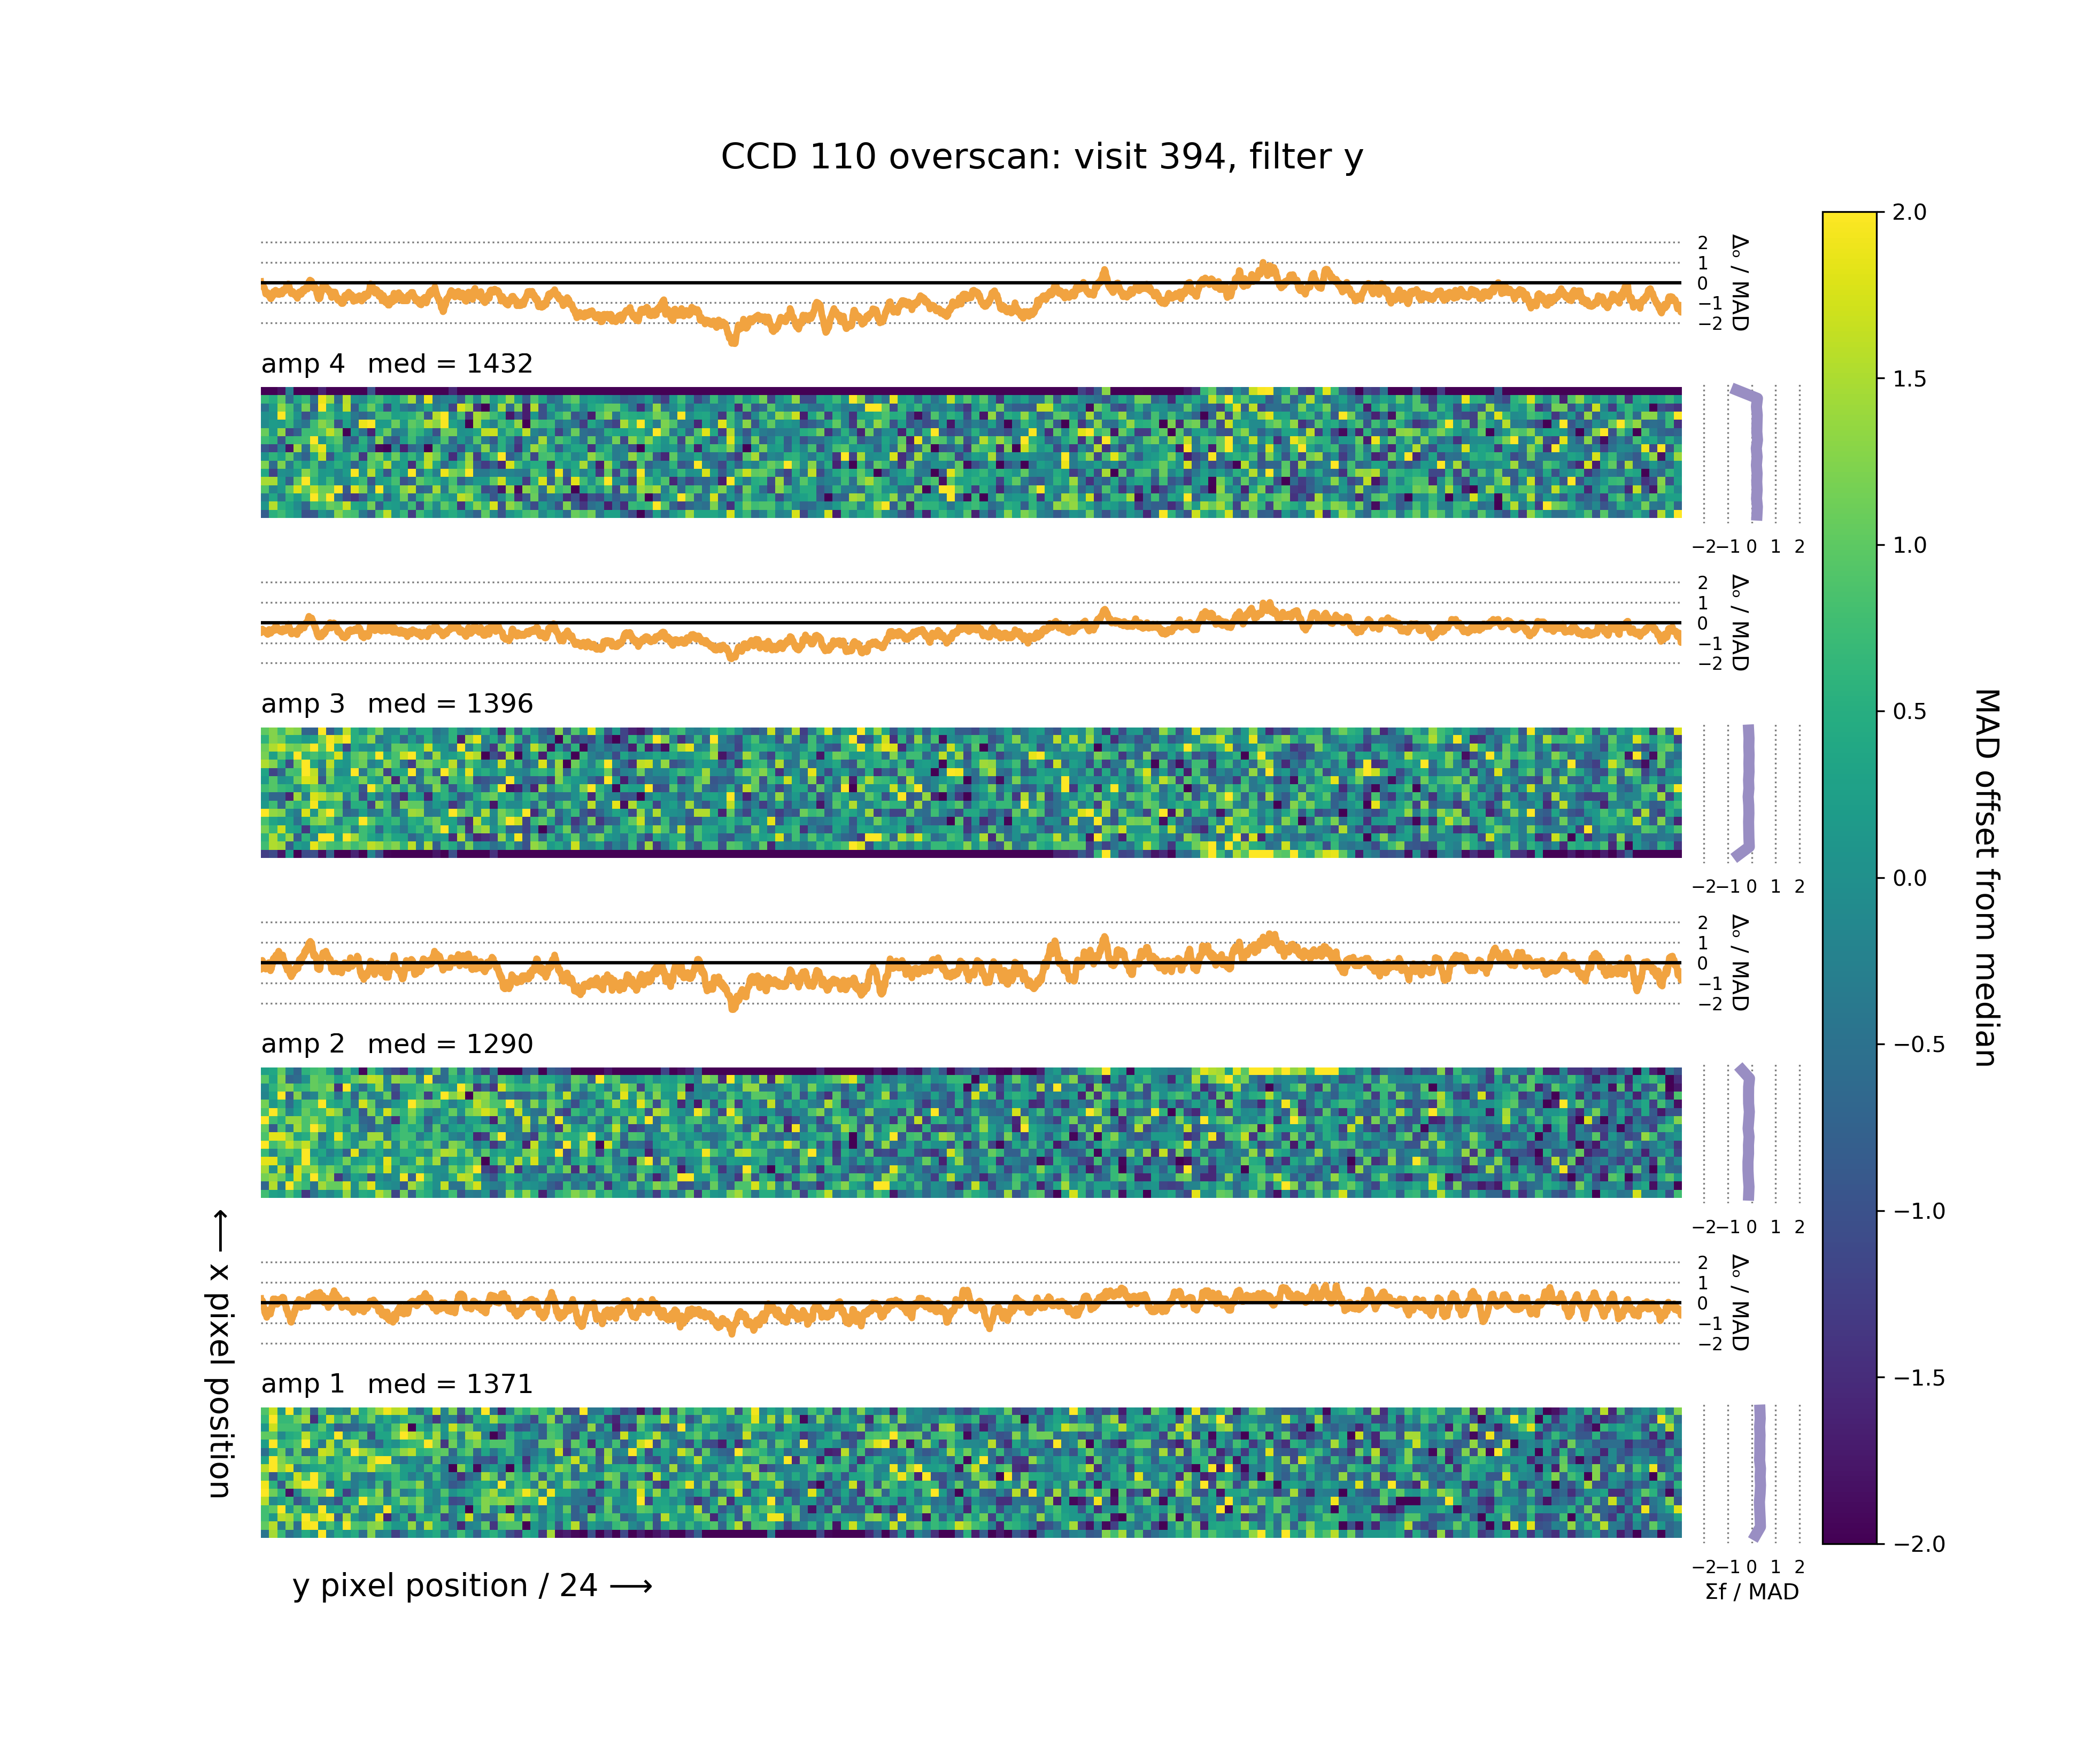 CCD 110 overscan: visit 394, filter y
2
1
0
−1
−2
Δₒ / MAD
amp 4 med = 1432
−2 −1 0 1 2
2
1
0
−1
−2
Δₒ / MAD
amp 3 med = 1396
−2 −1 0 1 2
2
1
0
−1
−2
Δₒ / MAD
amp 2 med = 1290
−2 −1 0 1 2
2
1
0
−1
−2
Δₒ / MAD
amp 1 med = 1371
−2 −1 0 1 2
Σf / MAD
⟵ x pixel position
y pixel position / 24 ⟶
2.0
1.5
1.0
0.5
0.0
−0.5
−1.0
−1.5
−2.0
MAD offset from median